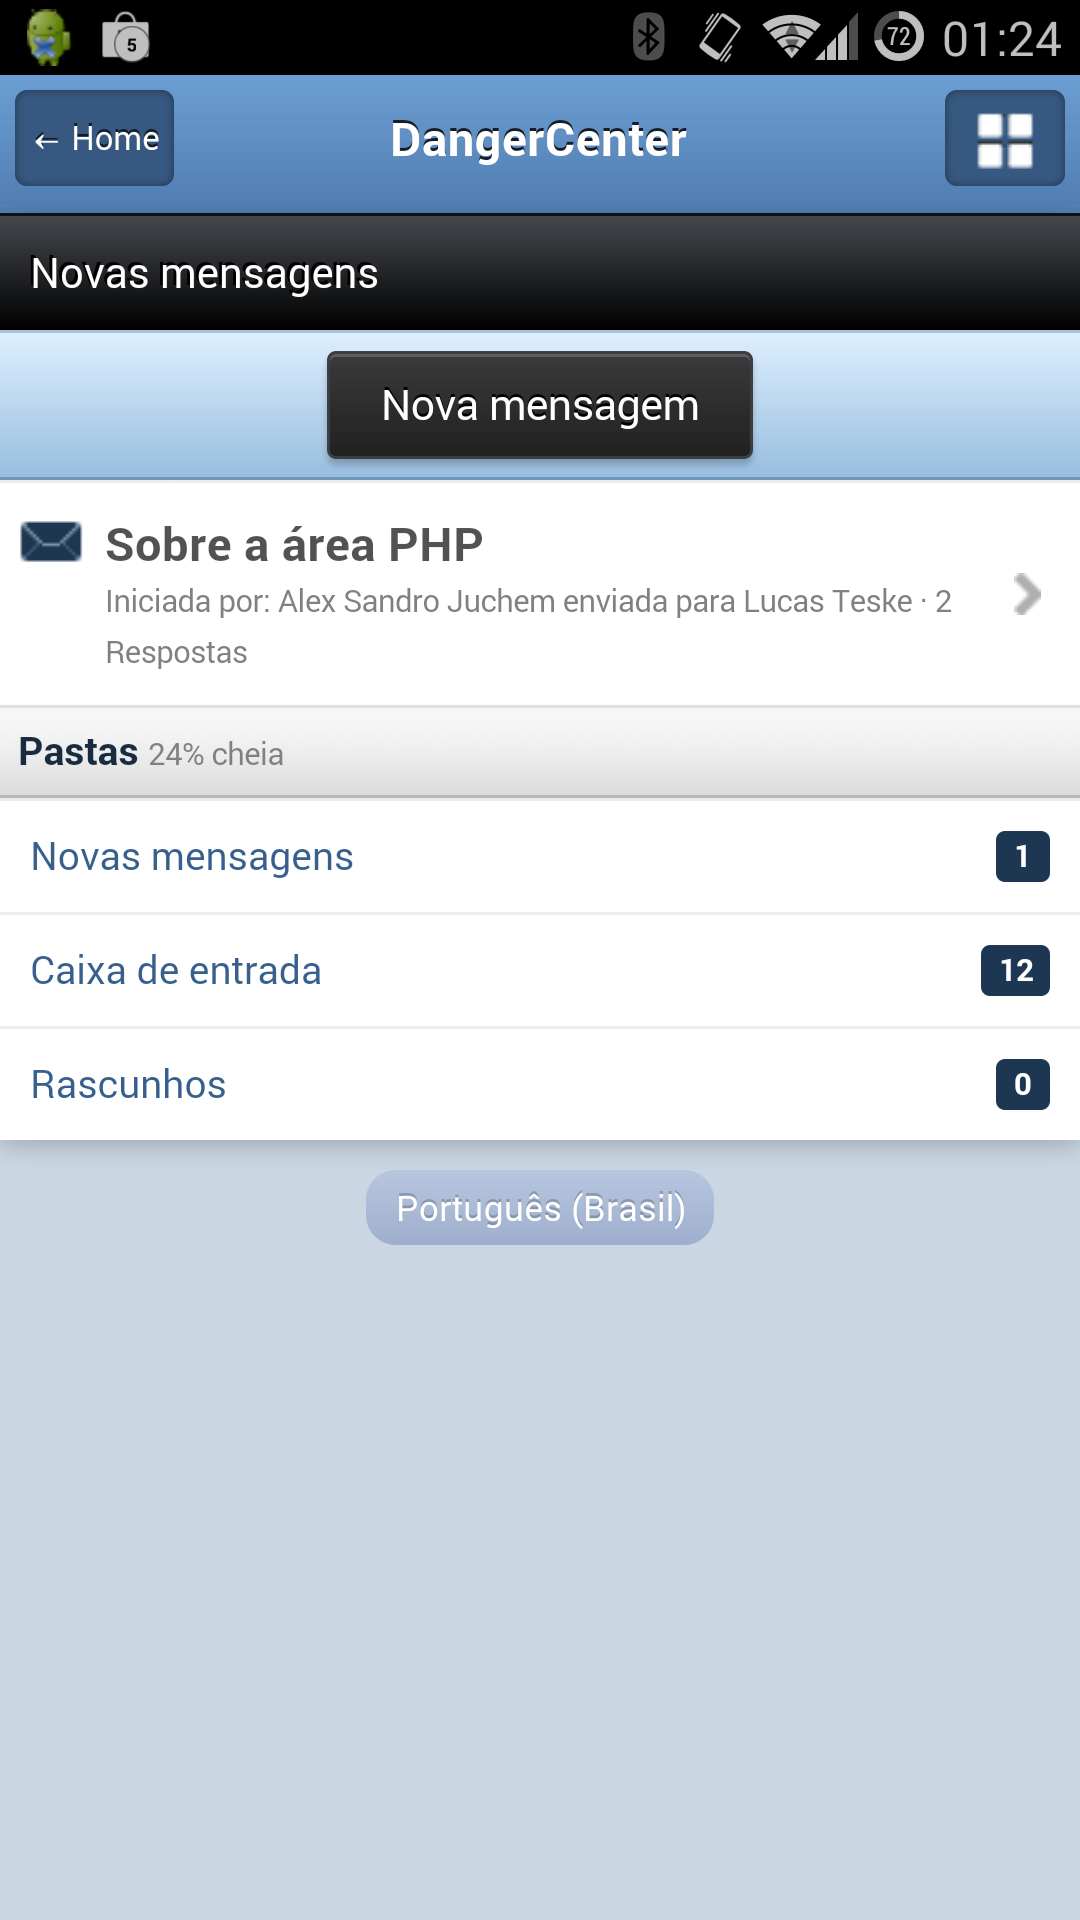 5 72 01:24
← Home DangerCenter
Novas mensagens
Nova mensagem
Sobre a área PHP
Iniciada por: Alex Sandro Juchem enviada para Lucas Teske · 2
Respostas
Pastas 24% cheia
Novas mensagens 1
Caixa de entrada 12
Rascunhos 0
Português (Brasil)